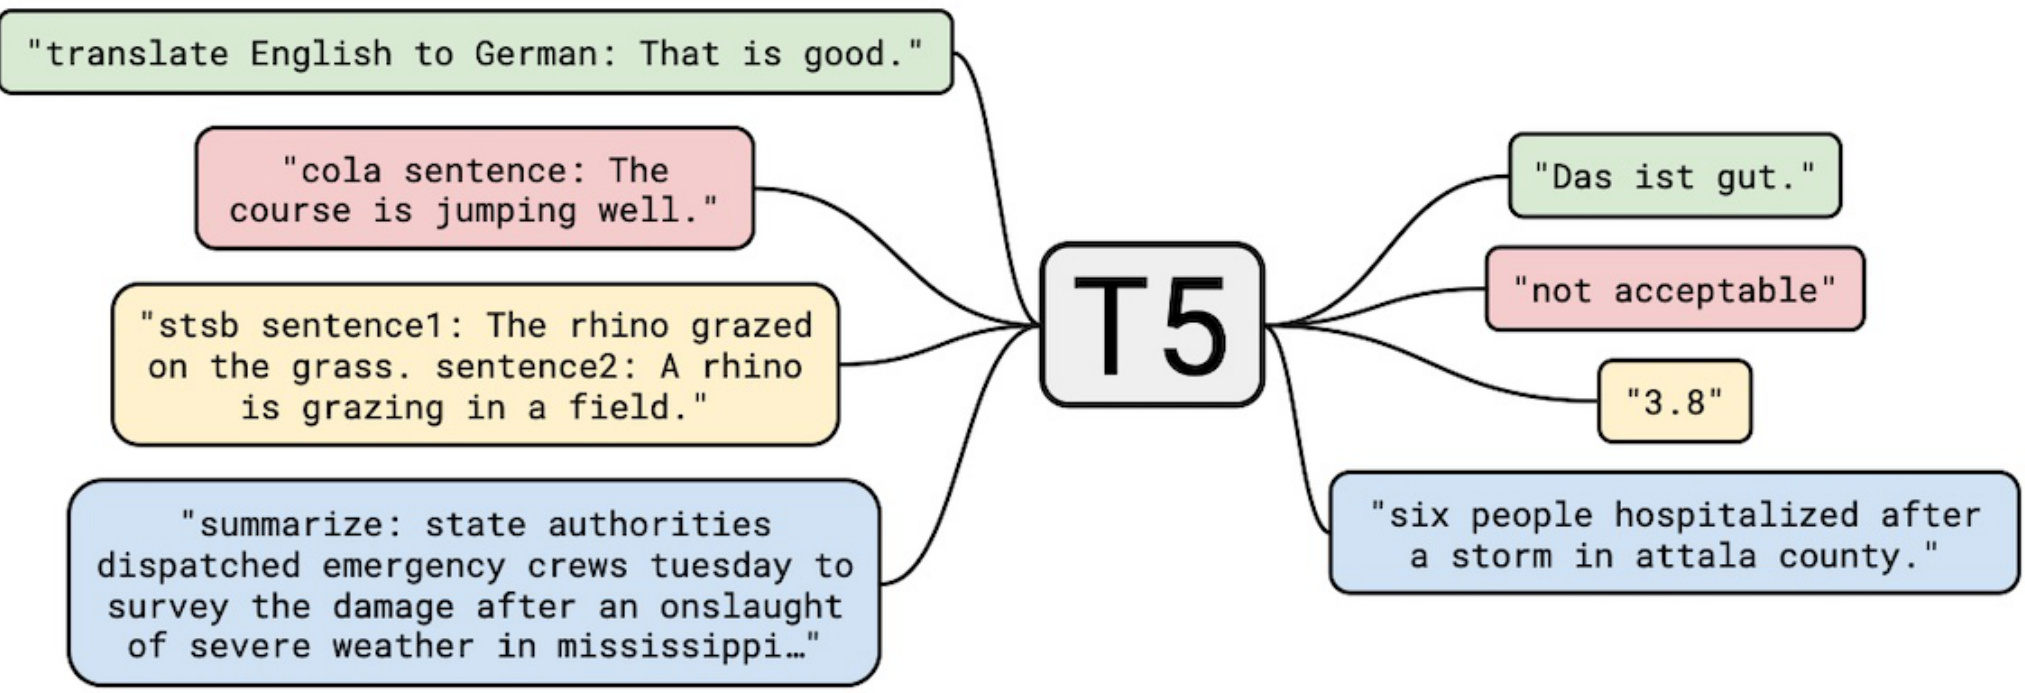 "translate English to German: That is good."
"cola sentence: The
course is jumping well."
"stsb sentence1: The rhino grazed
on the grass. sentence2: A rhino
is grazing in a field."
"summarize: state authorities
dispatched emergency crews tuesday to
survey the damage after an onslaught
of severe weather in mississippi…"
T5
"Das ist gut."
"not acceptable"
"3.8"
"six people hospitalized after
a storm in attala county."